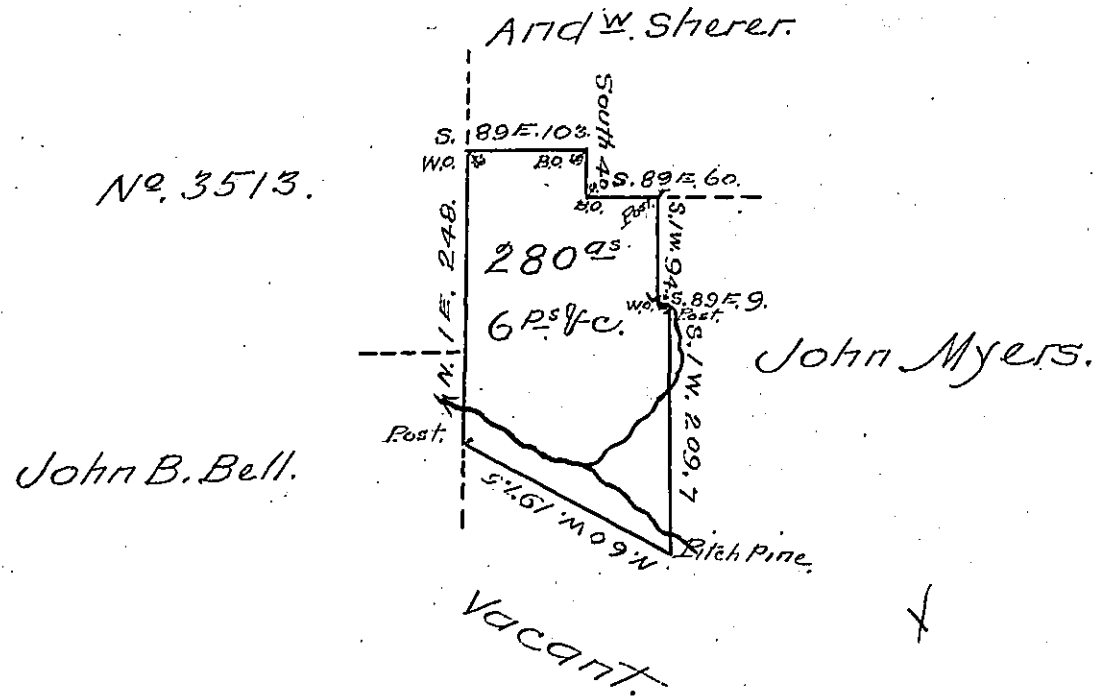 And w. Sherer.
S. 89 E. 103.
South 40.
W.O.
B.O.
S. 89 E. 60.
No. 3513.
B.O.
Post.
N. 1 E. 248.
280 as.
S. 1 W. 94.
6 Ps &c.
W.O.
S. 89 E. 9.
Post.
John Myers.
S. 1 W. 209.7
Post.
John B. Bell.
N. 60 W. 197.5
Pitch Pine.
Vacant.
X